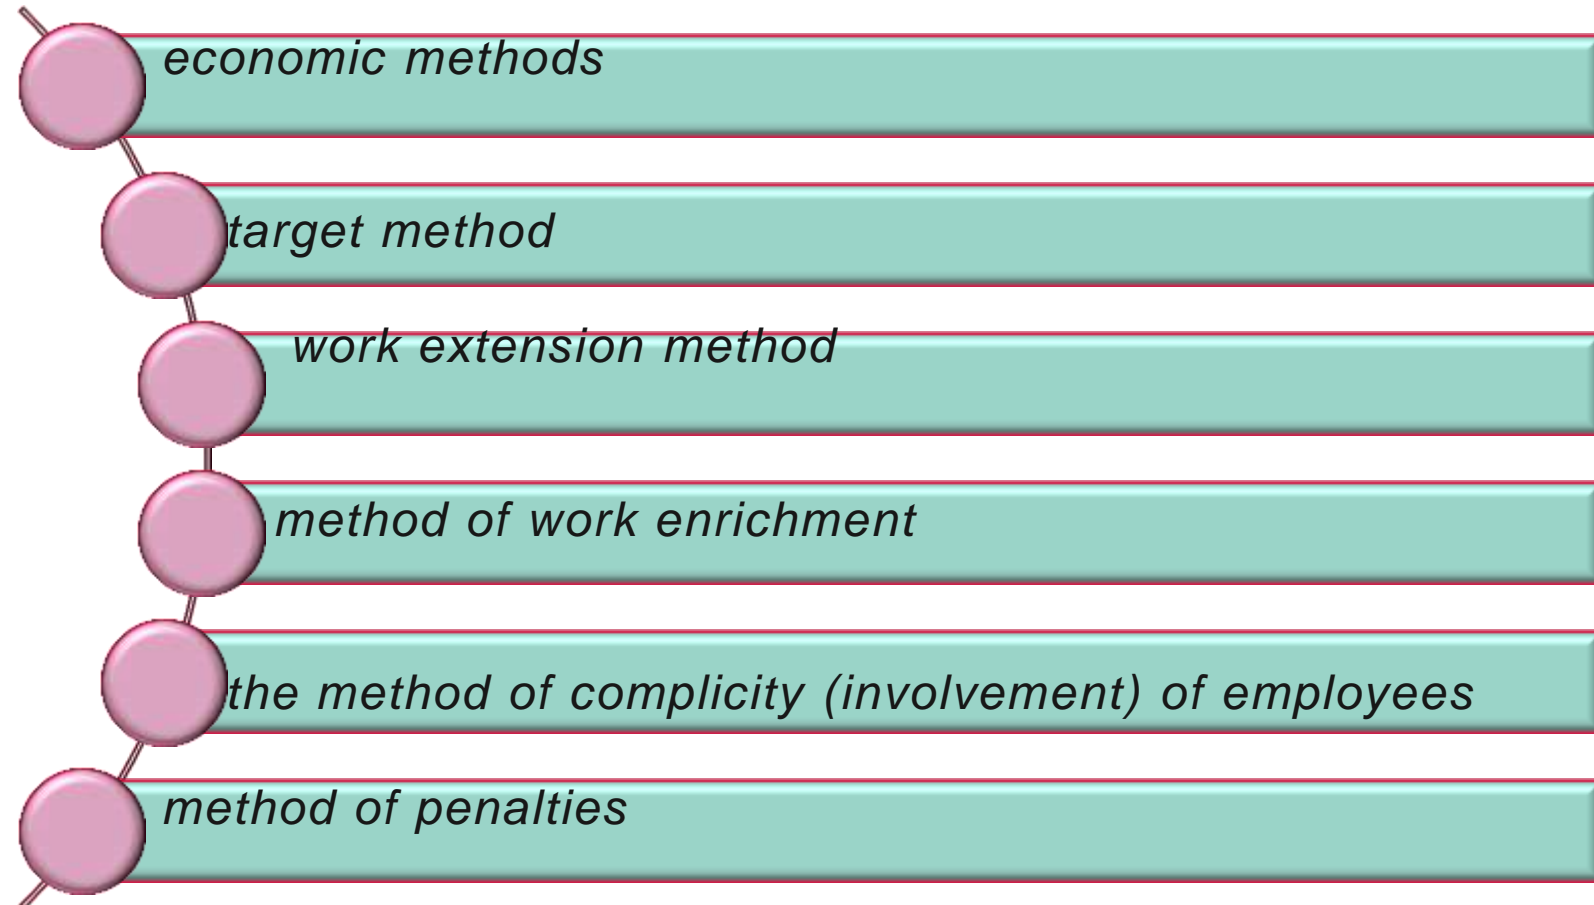 economic methods
target method
work extension method
method of work enrichment
the method of complicity (involvement) of employees
method of penalties